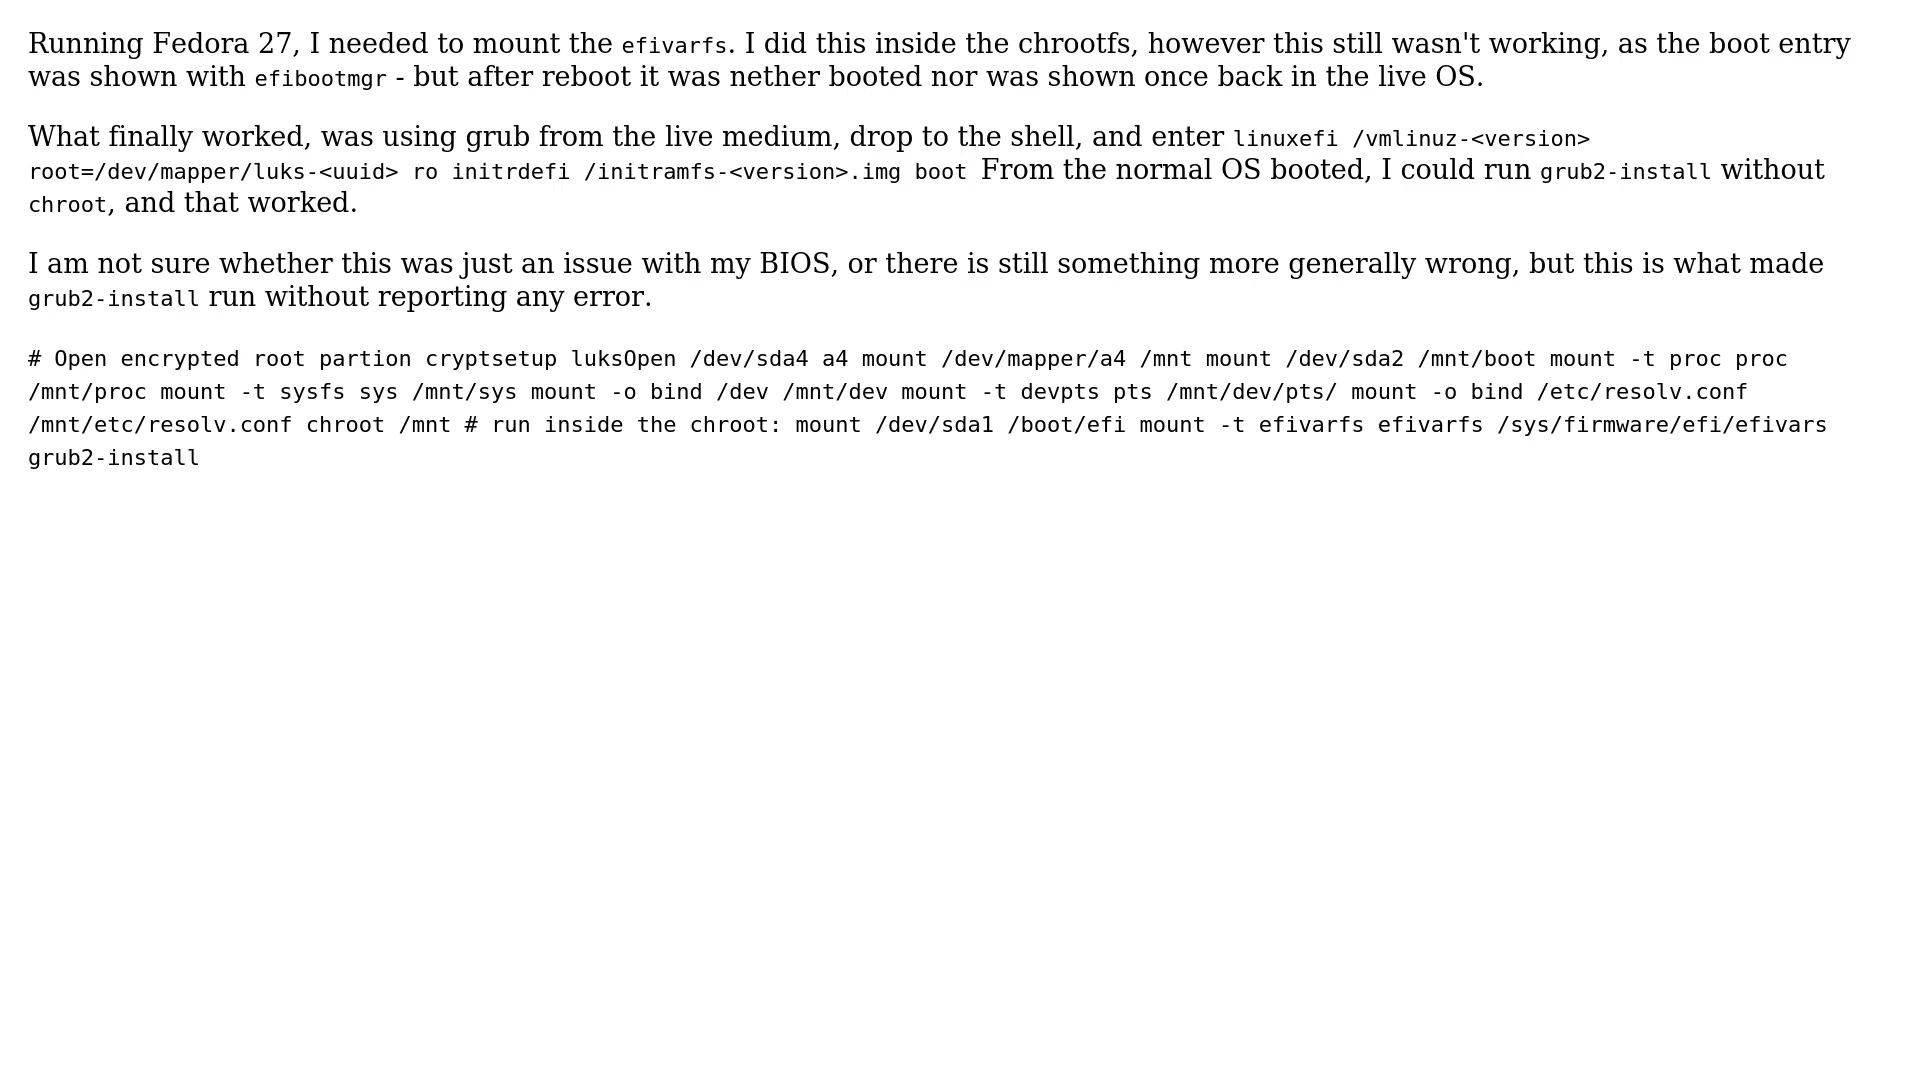 Running Fedora 27, I needed to mount the efivarfs. I did this inside the chrootfs, however this still wasn't working, as the boot entry
was shown with efibootmgr - but after reboot it was nether booted nor was shown once back in the live OS.
What finally worked, was using grub from the live medium, drop to the shell, and enter linuxefi /vmlinuz-<version>
root=/dev/mapper/luks-<uuid> ro initrdefi /initramfs-<version>.img boot From the normal OS booted, I could run grub2-install without
chroot, and that worked.
I am not sure whether this was just an issue with my BIOS, or there is still something more generally wrong, but this is what made
grub2-install run without reporting any error.
# Open encrypted root partion cryptsetup luksOpen /dev/sda4 a4 mount /dev/mapper/a4 /mnt mount /dev/sda2 /mnt/boot mount -t proc proc
/mnt/proc mount -t sysfs sys /mnt/sys mount -o bind /dev /mnt/dev mount -t devpts pts /mnt/dev/pts/ mount -o bind /etc/resolv.conf
/mnt/etc/resolv.conf chroot /mnt # run inside the chroot: mount /dev/sda1 /boot/efi mount -t efivarfs efivarfs /sys/firmware/efi/efivars
grub2-install